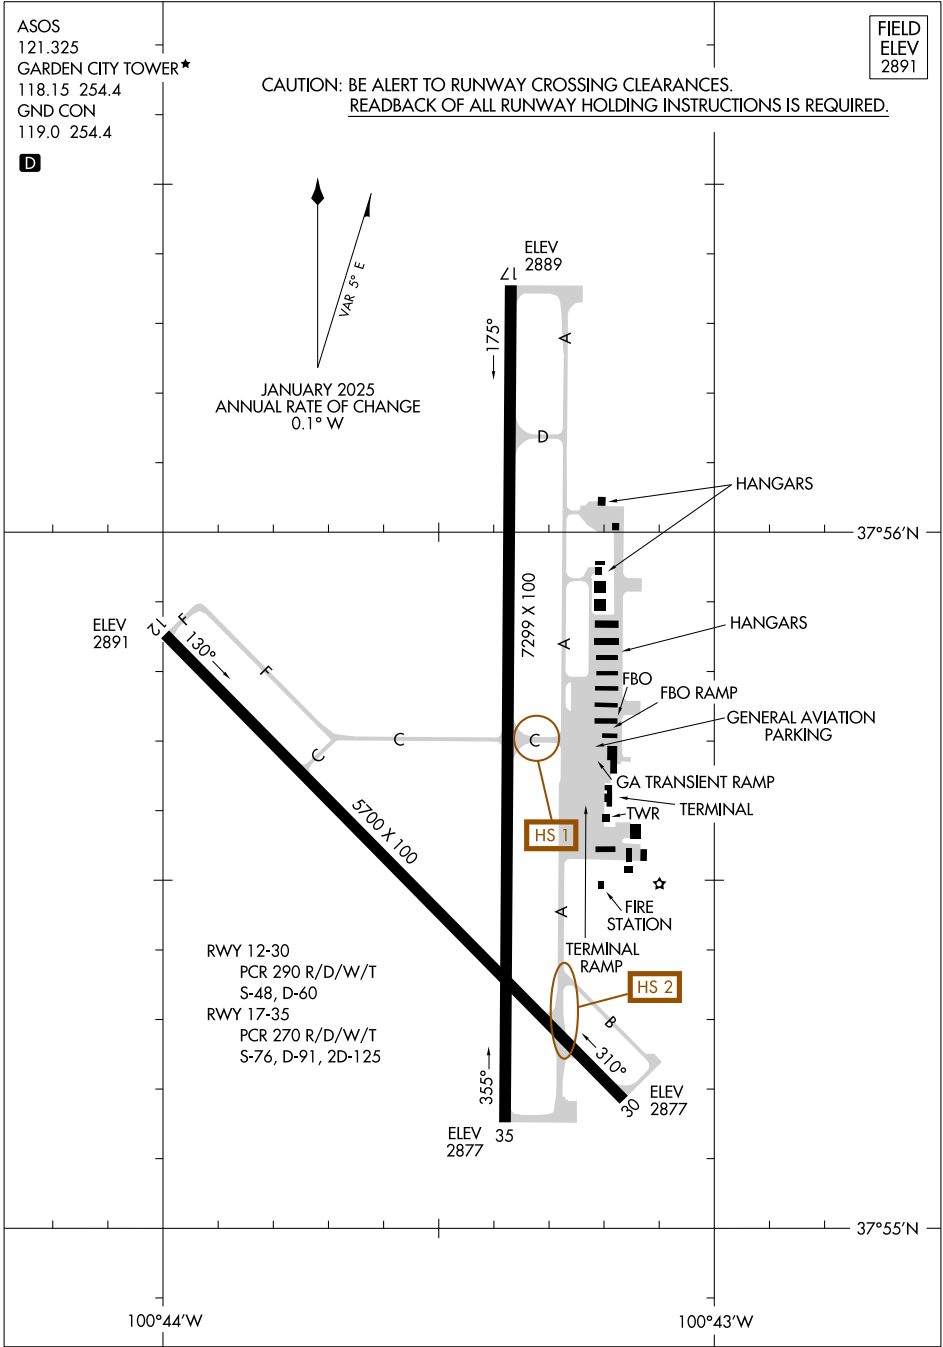 ASOS
121.325
GARDEN CITY TOWER★
118.15 254.4
GND CON
119.0 254.4
D
FIELD
ELEV
2891
CAUTION: BE ALERT TO RUNWAY CROSSING CLEARANCES.
READBACK OF ALL RUNWAY HOLDING INSTRUCTIONS IS REQUIRED.
VAR 5° E
JANUARY 2025
ANNUAL RATE OF CHANGE
0.1° W
ELEV
2889
17
175°
A
D
HANGARS
37°56'N
7299 X 100
ELEV
2891
12
130°
F
F
A
HANGARS
FBO
FBO RAMP
GENERAL AVIATION
PARKING
C
C
C
GA TRANSIENT RAMP
TERMINAL
TWR
HS 1
5700 X 100
A
FIRE
STATION
TERMINAL
RAMP
RWY 12-30
PCR 290 R/D/W/T
S-48, D-60
RWY 17-35
PCR 270 R/D/W/T
S-76, D-91, 2D-125
HS 2
B
310°
355°
30
ELEV
2877
ELEV
2877
35
37°55'N
100°44'W
100°43'W